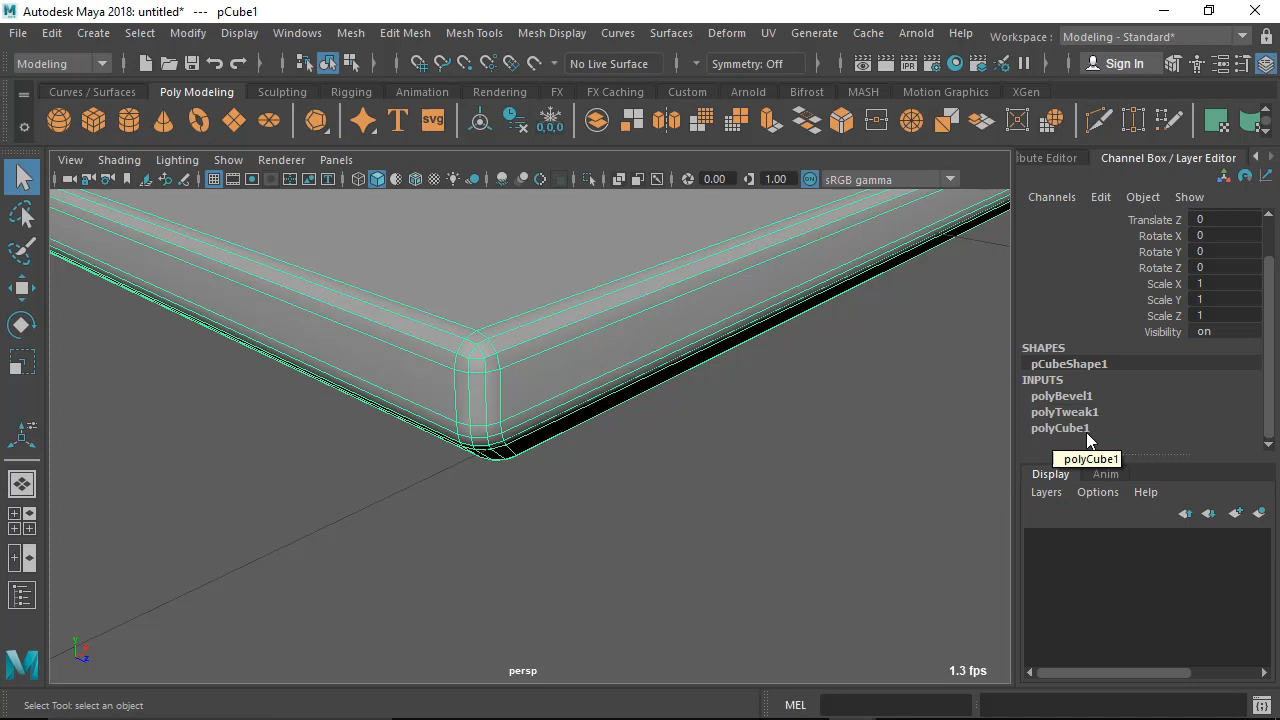 Autodesk Maya 2018: untitled*   ---   pCube1
File Edit Create Select Modify Display Windows Mesh Edit Mesh Mesh Tools Mesh Display Curves Surfaces Deform UV Generate Cache Arnold Help Workspace : Modeling - Standard*
Modeling No Live Surface Symmetry: Off IPR Sign In
Curves / Surfaces Poly Modeling Sculpting Rigging Animation Rendering FX FX Caching Custom Arnold Bifrost MASH Motion Graphics XGen
T SVG 0,0,0
View Shading Lighting Show Renderer Panels
0.00 1.00 ON sRGB gamma
bute Editor Channel Box / Layer Editor
Channels Edit Object Show
Translate Z 0
Rotate X 0
Rotate Y 0
Rotate Z 0
Scale X 1
Scale Y 1
Scale Z 1
Visibility on
SHAPES
pCubeShape1
INPUTS
polyBevel1
polyTweak1
polyCube1
polyCube1
Display Anim
Layers Options Help
y
x
z
persp
1.3 fps
Select Tool: select an object
MEL